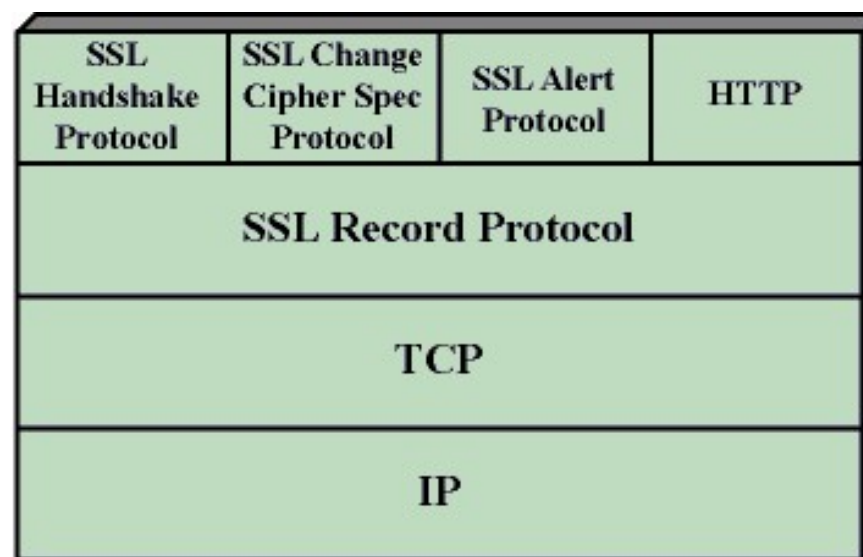 SSL
Handshake
Protocol
SSL Change
Cipher Spec
Protocol
SSL Alert
Protocol
HTTP
SSL Record Protocol
TCP
IP